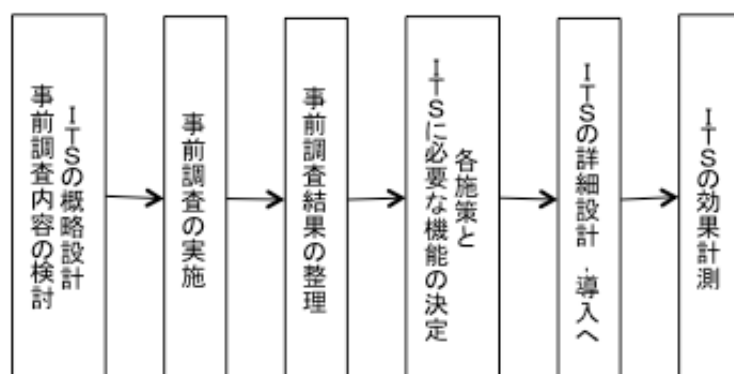 ITSの概略設計
事前調査内容の検討
事前調査の実施
事前調査結果の整理
各施策と
ITSに必要な機能の決定
ITSの詳細設計・導入へ
ITSの効果計測